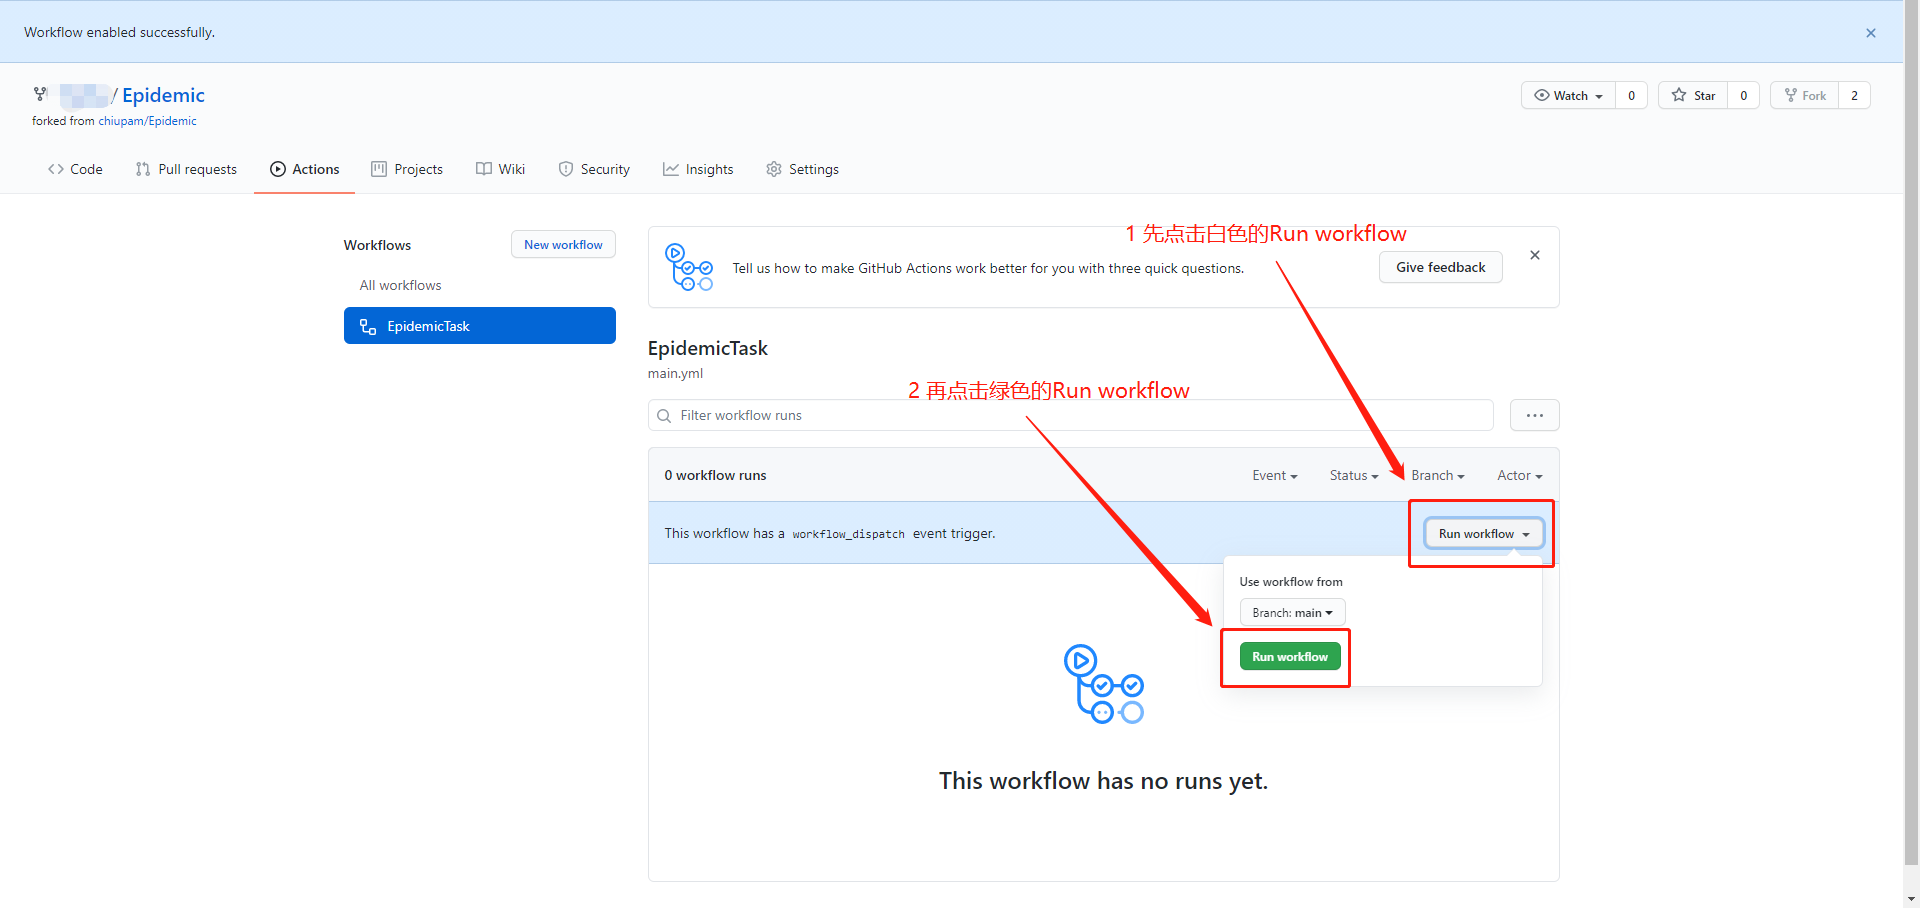 Workflow enabled successfully.
/ Epidemic
forked from chiupam/Epidemic
Watch 0
Star 0
Fork 2
Code
Pull requests
Actions
Projects
Wiki
Security
Insights
Settings
Workflows
New workflow
All workflows
EpidemicTask
1 先点击白色的Run workflow
Tell us how to make GitHub Actions work better for you with three quick questions.
Give feedback
EpidemicTask
main.yml
2 再点击绿色的Run workflow
Filter workflow runs
0 workflow runs
Event
Status
Branch
Actor
This workflow has a workflow_dispatch event trigger.
Run workflow
Use workflow from
Branch: main
Run workflow
This workflow has no runs yet.